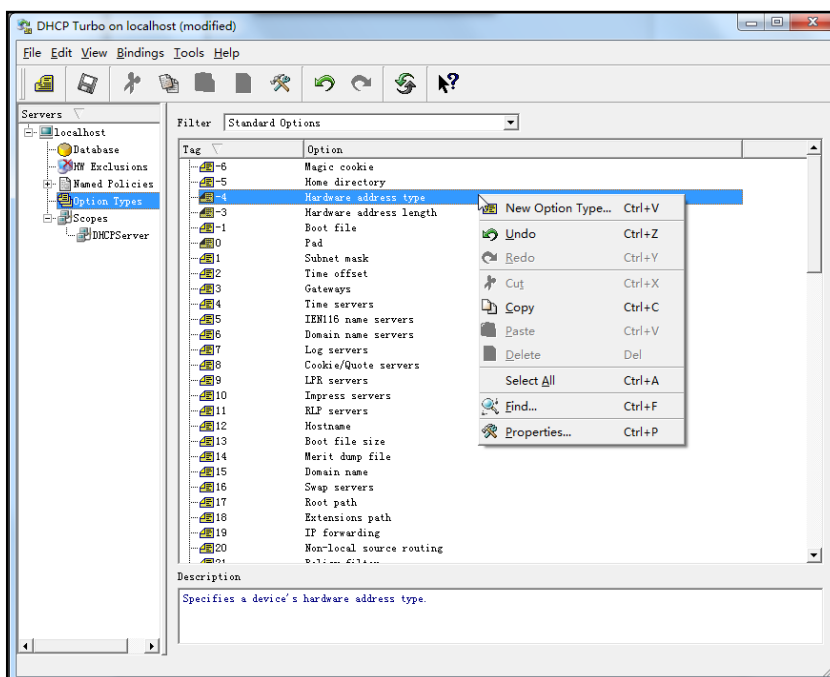 DHCP Turbo on localhost (modified)
File Edit View Bindings Tools Help
Servers
localhost
Database
HW Exclusions
Named Policies
Option Types
Scopes
DHCPServer
Filter Standard Options
Tag Option
-6 Magic cookie
-5 Home directory
-4 Hardware address type
-3 Hardware address length
-1 Boot file
0 Pad
1 Subnet mask
2 Time offset
3 Gateways
4 Time servers
5 IEN116 name servers
6 Domain name servers
7 Log servers
8 Cookie/Quote servers
9 LPR servers
10 Impress servers
11 RLP servers
12 Hostname
13 Boot file size
14 Merit dump file
15 Domain name
16 Swap servers
17 Root path
18 Extensions path
19 IP forwarding
20 Non-local source routing
21 Policy filter
New Option Type... Ctrl+V
Undo Ctrl+Z
Redo Ctrl+Y
Cut Ctrl+X
Copy Ctrl+C
Paste Ctrl+V
Delete Del
Select All Ctrl+A
Find... Ctrl+F
Properties... Ctrl+P
Description
Specifies a device's hardware address type.